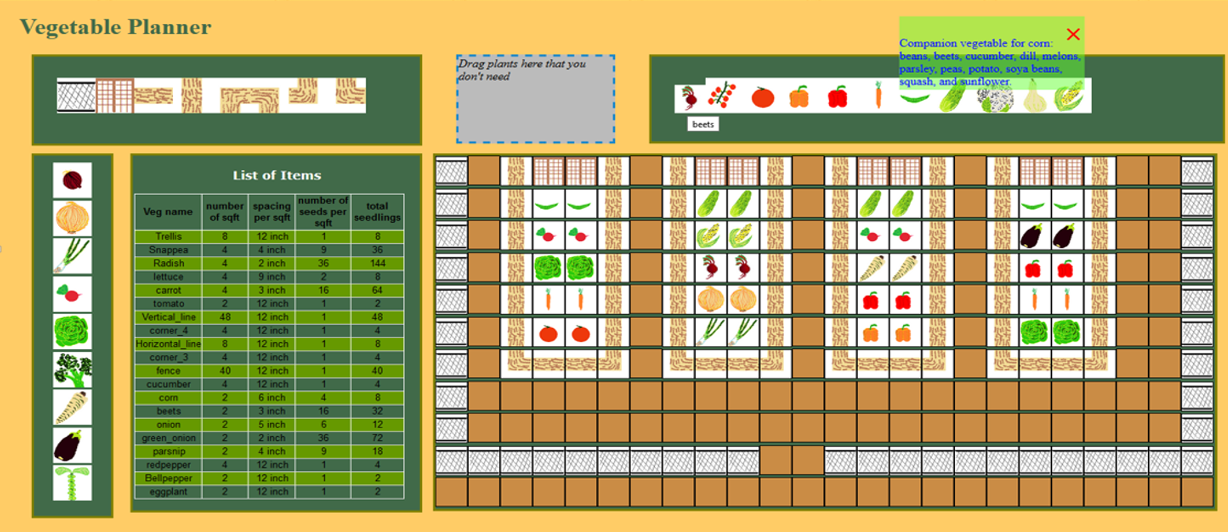 Vegetable Planner
Drag plants here that you
don't need
Companion vegetable for corn:
beans, beets, cucumber, dill, melons,
parsley, peas, potato, soya beans,
squash, and sunflower.
beets
List of Items
Veg name number of sqft spacing per sqft number of seeds per sqft total seedlings
Trellis 8 12 inch 1 8
Snappea 4 4 inch 9 36
Radish 4 2 inch 36 144
lettuce 4 9 inch 2 8
carrot 4 3 inch 16 64
tomato 2 12 inch 1 2
Vertical_line 48 12 inch 1 48
corner_4 4 12 inch 1 4
Horizontal_line 8 12 inch 1 8
corner_3 4 12 inch 1 4
fence 40 12 inch 1 40
cucumber 4 12 inch 1 4
corn 2 6 inch 4 8
beets 2 3 inch 16 32
onion 2 5 inch 6 12
green_onion 2 2 inch 36 72
parsnip 2 4 inch 9 18
redpepper 4 12 inch 1 4
Bellpepper 2 12 inch 1 2
eggplant 2 12 inch 1 2